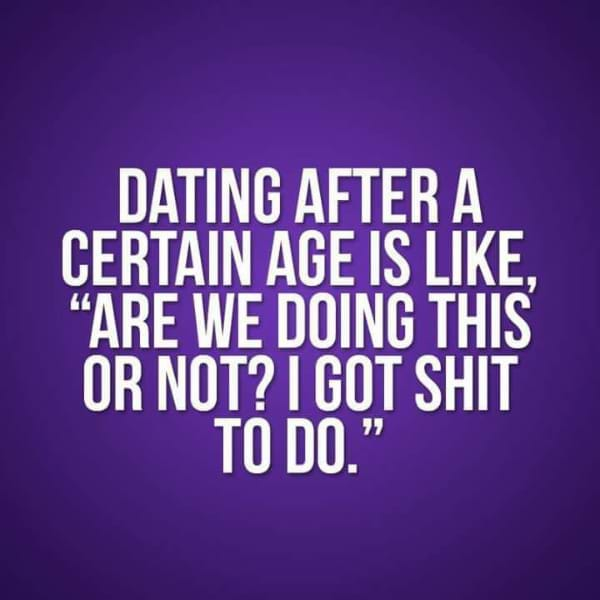 DATING AFTER A
CERTAIN AGE IS LIKE,
“ARE WE DOING THIS
OR NOT? I GOT SHIT
TO DO.”